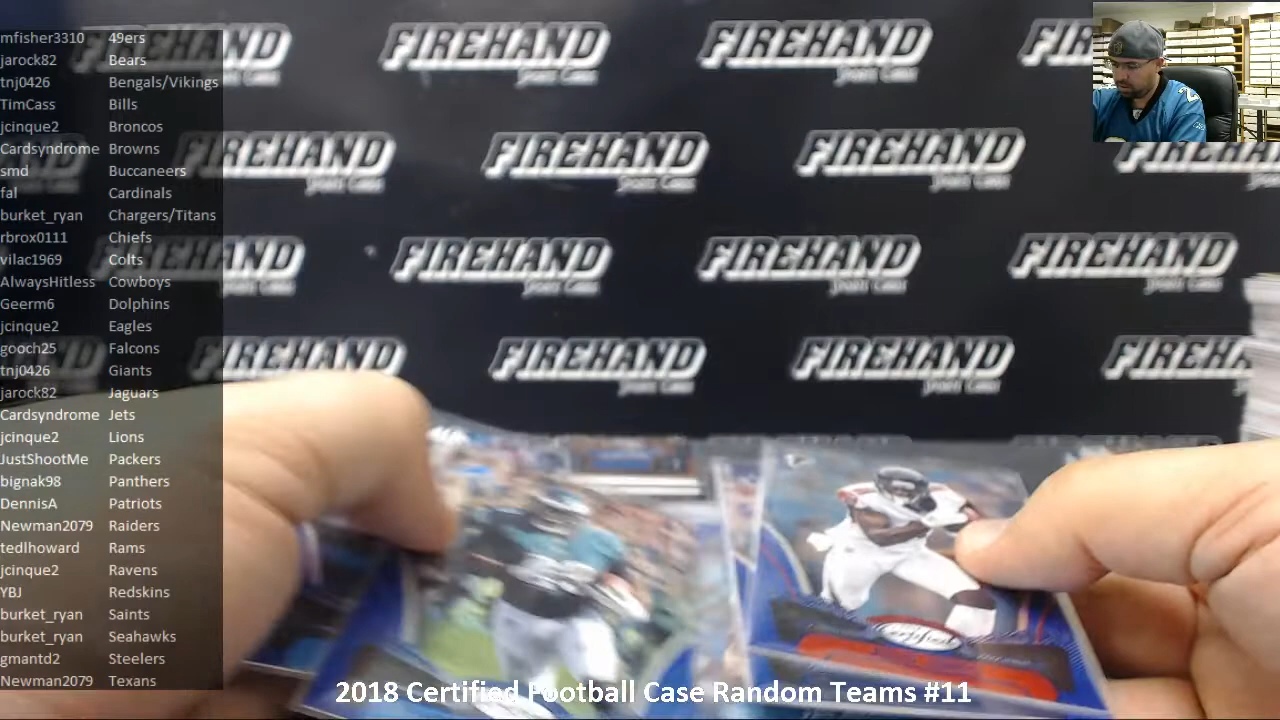 mfisher3310 49ers
jarock82 Bears
tnj0426 Bengals/Vikings
TimCass Bills
jcinque2 Broncos
Cardsyndrome Browns
smd Buccaneers
fal Cardinals
burket_ryan Chargers/Titans
rbrox0111 Chiefs
vilac1969 Colts
AlwaysHitless Cowboys
Geerm6 Dolphins
jcinque2 Eagles
gooch25 Falcons
tnj0426 Giants
jarock82 Jaguars
Cardsyndrome Jets
jcinque2 Lions
JustShootMe Packers
bignak98 Panthers
DennisA Patriots
Newman2079 Raiders
tedlhoward Rams
jcinque2 Ravens
YBJ Redskins
burket_ryan Saints
burket_ryan Seahawks
gmantd2 Steelers
Newman2079 Texans
FIREHAND FIREHAND FIREHAND
FIREHAND FIREHAND FIREHAND
FIREHAND FIREHAND FIREHAND
FIREHAND FIREHAND FIREHAND
Certified
2018 Certified Football Case Random Teams #11